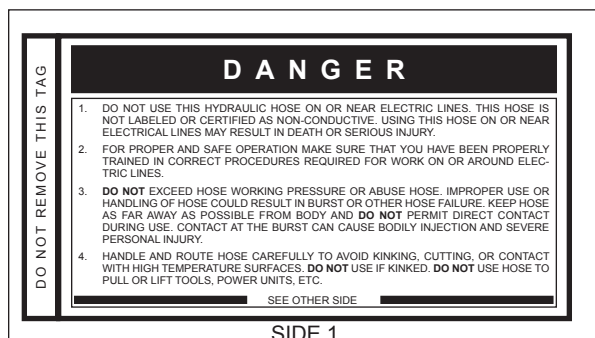 DO NOT REMOVE THIS TAG
DANGER
1. DO NOT USE THIS HYDRAULIC HOSE ON OR NEAR ELECTRIC LINES. THIS HOSE IS
NOT LABELED OR CERTIFIED AS NON-CONDUCTIVE. USING THIS HOSE ON OR NEAR
ELECTRICAL LINES MAY RESULT IN DEATH OR SERIOUS INJURY.
2. FOR PROPER AND SAFE OPERATION MAKE SURE THAT YOU HAVE BEEN PROPERLY
TRAINED IN CORRECT PROCEDURES REQUIRED FOR WORK ON OR AROUND ELEC-
TRIC LINES.
3. DO NOT EXCEED HOSE WORKING PRESSURE OR ABUSE HOSE. IMPROPER USE OR
HANDLING OF HOSE COULD RESULT IN BURST OR OTHER HOSE FAILURE. KEEP HOSE
AS FAR AWAY AS POSSIBLE FROM BODY AND DO NOT PERMIT DIRECT CONTACT
DURING USE. CONTACT AT THE BURST CAN CAUSE BODILY INJECTION AND SEVERE
PERSONAL INJURY.
4. HANDLE AND ROUTE HOSE CAREFULLY TO AVOID KINKING, CUTTING, OR CONTACT
WITH HIGH TEMPERATURE SURFACES. DO NOT USE IF KINKED. DO NOT USE HOSE TO
PULL OR LIFT TOOLS, POWER UNITS, ETC.
SEE OTHER SIDE
SIDE 1